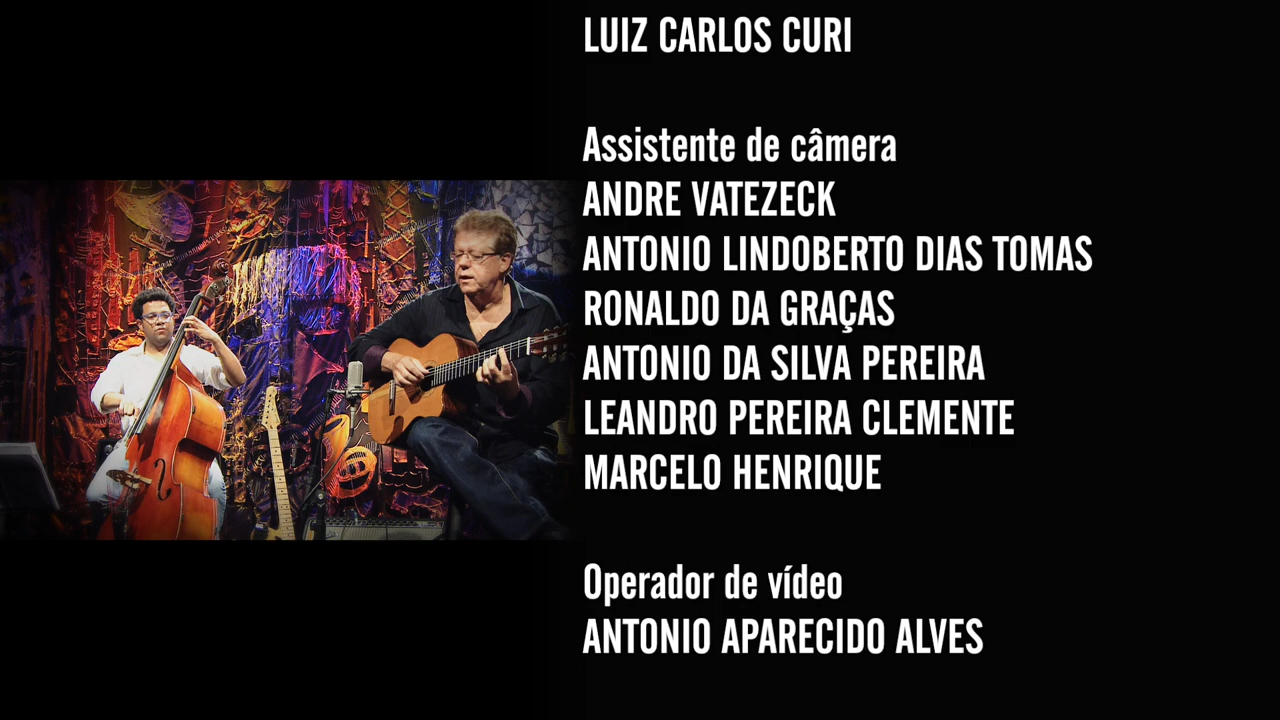 LUIZ CARLOS CURI
Assistente de câmera
ANDRE VATEZECK
ANTONIO LINDOBERTO DIAS TOMAS
RONALDO DA GRAÇAS
ANTONIO DA SILVA PEREIRA
LEANDRO PEREIRA CLEMENTE
MARCELO HENRIQUE
Operador de vídeo
ANTONIO APARECIDO ALVES